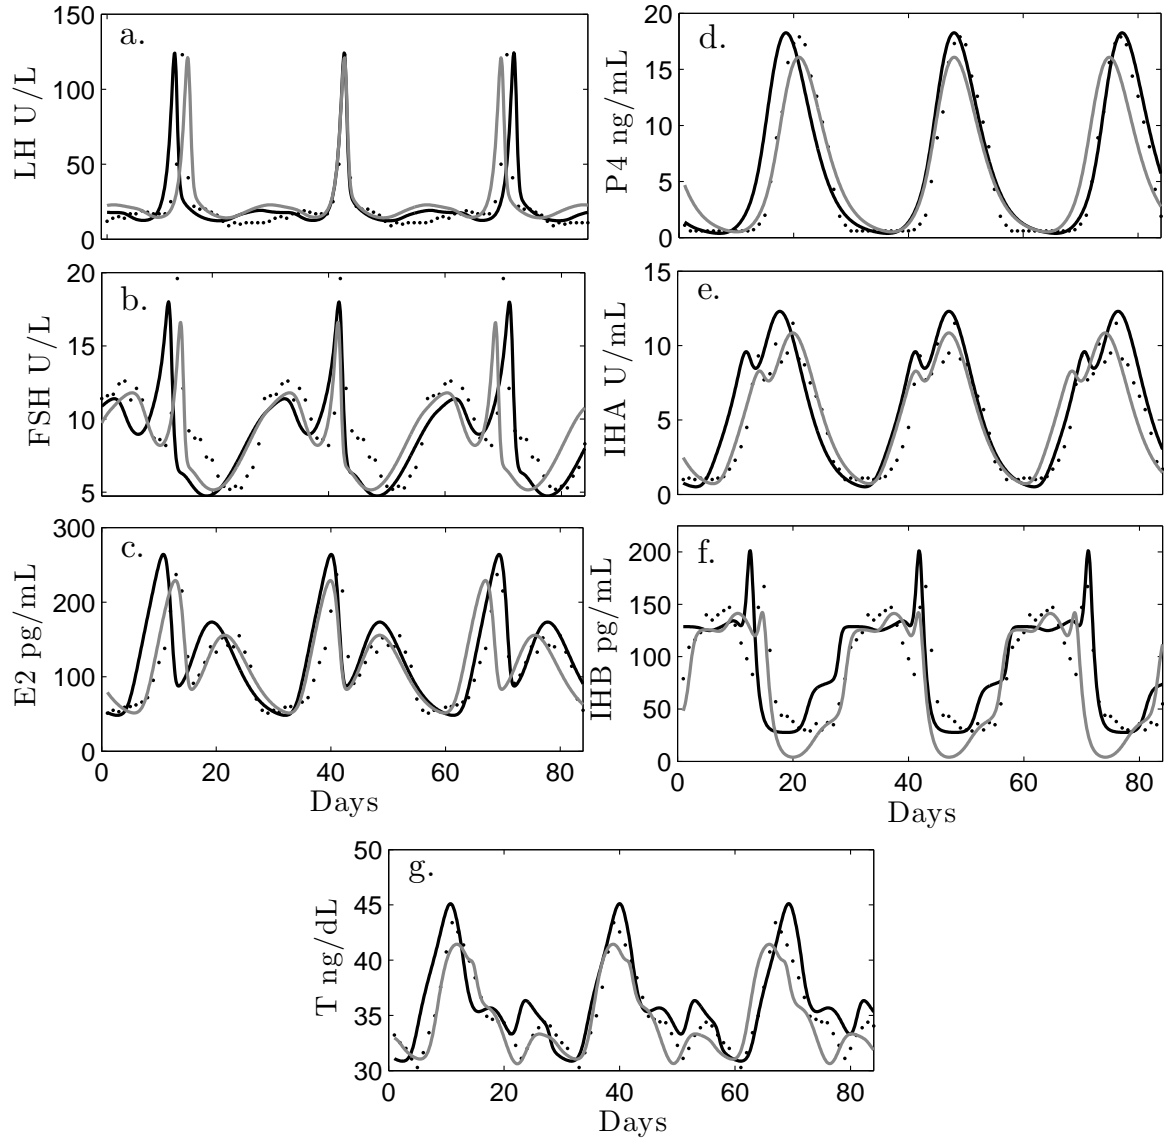 a.
LH U/L
150
100
50
0
d.
P4 ng/mL
20
15
10
5
0
b.
FSH U/L
20
15
10
5
e.
IHA U/mL
15
10
5
0
c.
E2 pg/mL
300
200
100
0
0 20 40 60 80
Days
f.
IHB pg/mL
200
150
100
50
0
0 20 40 60 80
Days
g.
T ng/dL
50
45
40
35
30
0 20 40 60 80
Days